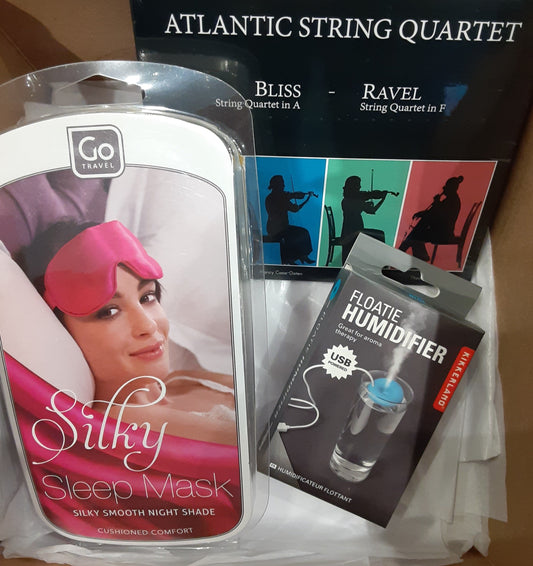 ATLANTIC STRING QUARTET
BLISS - RAVEL
String Quartet in A String Quartet in F
Go
TRAVEL
Silky
SLEEP MASK
SILKY SMOOTH NIGHT SHADE
CUSHIONED COMFORT
FLOATIE
HUMIDIFIER
Great for aroma
therapy
USB
POWERED
KIKKERLAND
HUMIDIFICATEUR FLOTTANT